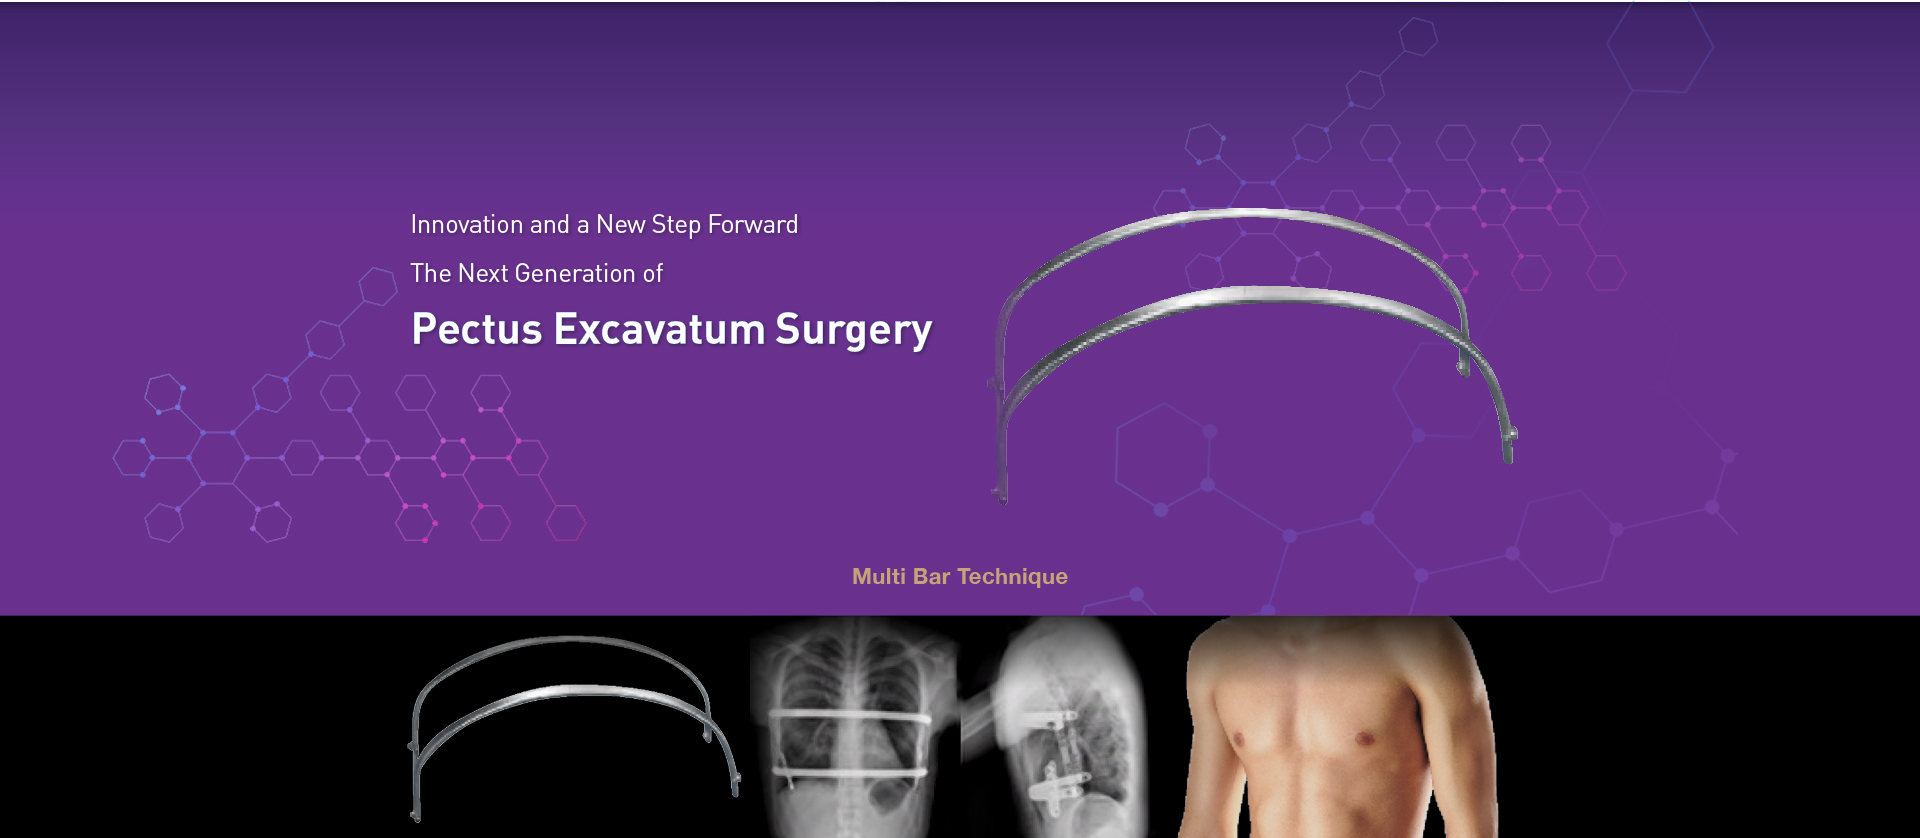 Innovation and a New Step Forward
The Next Generation of
Pectus Excavatum Surgery
Multi Bar Technique